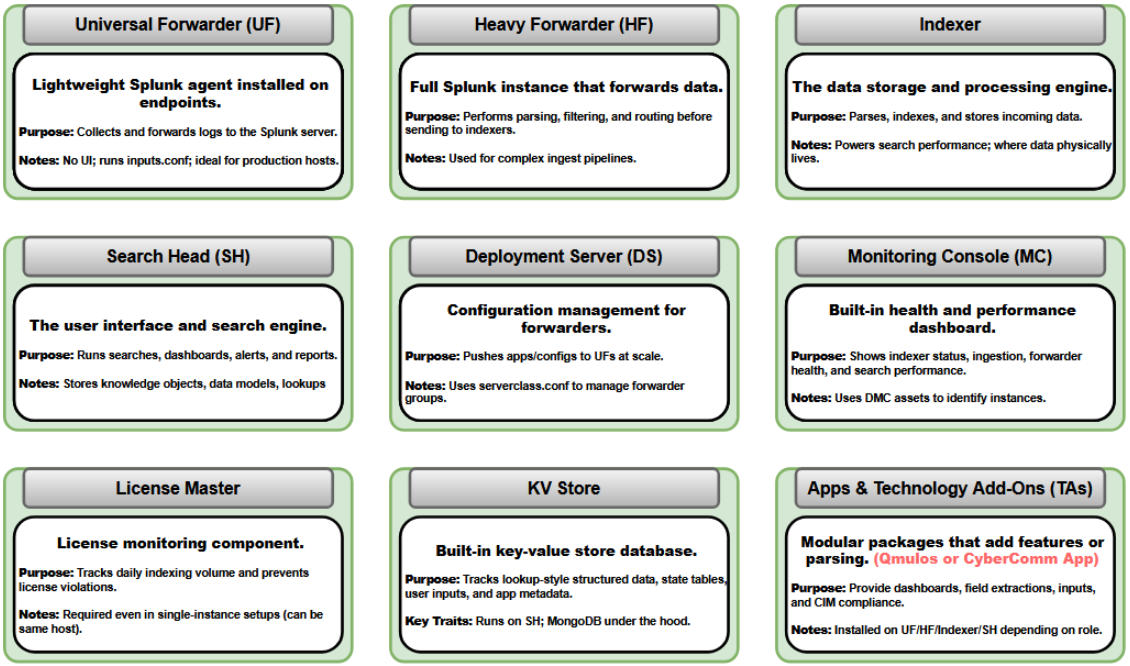 Universal Forwarder (UF)
Lightweight Splunk agent installed on
endpoints.
Purpose: Collects and forwards logs to the Splunk server.
Notes: No UI; runs inputs.conf; ideal for production hosts.
Heavy Forwarder (HF)
Full Splunk instance that forwards data.
Purpose: Performs parsing, filtering, and routing before
sending to indexers.
Notes: Used for complex ingest pipelines.
Indexer
The data storage and processing engine.
Purpose: Parses, indexes, and stores incoming data.
Notes: Powers search performance; where data physically
lives.
Search Head (SH)
The user interface and search engine.
Purpose: Runs searches, dashboards, alerts, and reports.
Notes: Stores knowledge objects, data models, lookups
Deployment Server (DS)
Configuration management for
forwarders.
Purpose: Pushes apps/configs to UFs at scale.
Notes: Uses serverclass.conf to manage forwarder
groups.
Monitoring Console (MC)
Built-in health and performance
dashboard.
Purpose: Shows indexer status, ingestion, forwarder
health, and search performance.
Notes: Uses DMC assets to identify instances.
License Master
License monitoring component.
Purpose: Tracks daily indexing volume and prevents
license violations.
Notes: Required even in single-instance setups (can be
same host).
KV Store
Built-in key-value store database.
Purpose: Tracks lookup-style structured data, state tables,
user inputs, and app metadata.
Key Traits: Runs on SH; MongoDB under the hood.
Apps & Technology Add-Ons (TAs)
Modular packages that add features or
parsing. (Qmulos or CyberComm App)
Purpose: Provide dashboards, field extractions, inputs,
and CIM compliance.
Notes: Installed on UF/HF/Indexer/SH depending on role.